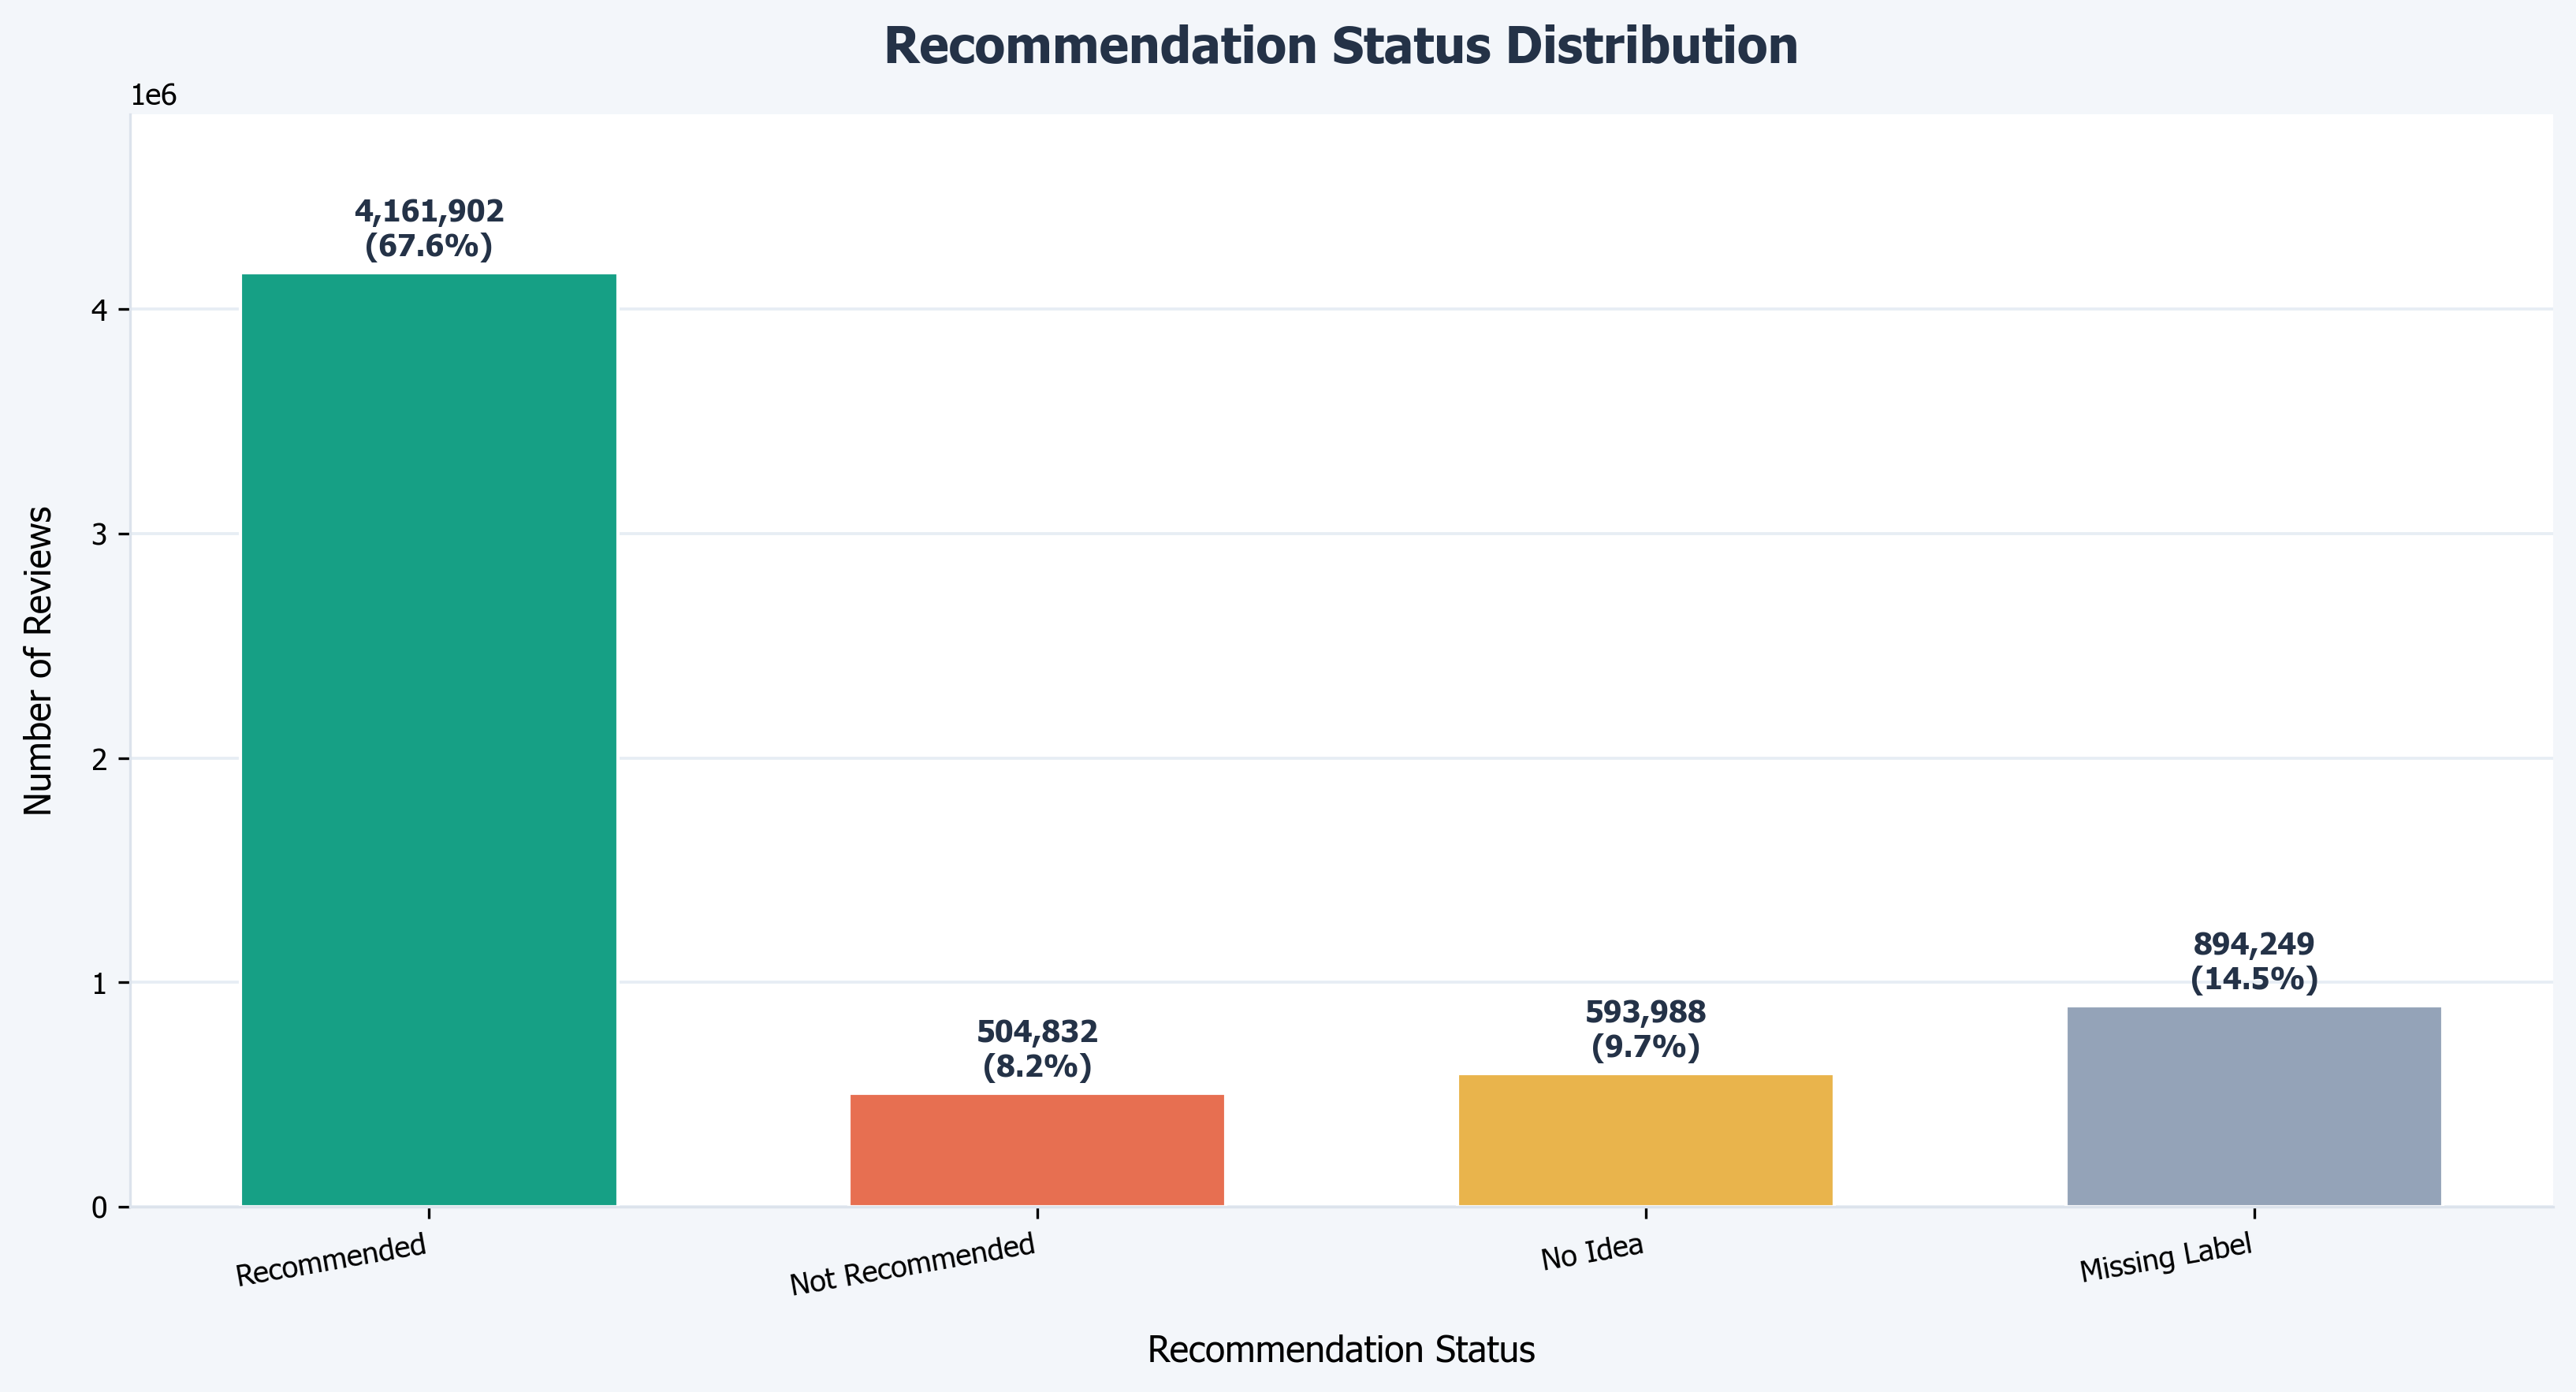 Recommendation Status Distribution
1e6
4,161,902
(67.6%)
4
3
2
1
0
Number of Reviews
504,832
(8.2%)
593,988
(9.7%)
894,249
(14.5%)
Recommended
Not Recommended
No Idea
Missing Label
Recommendation Status